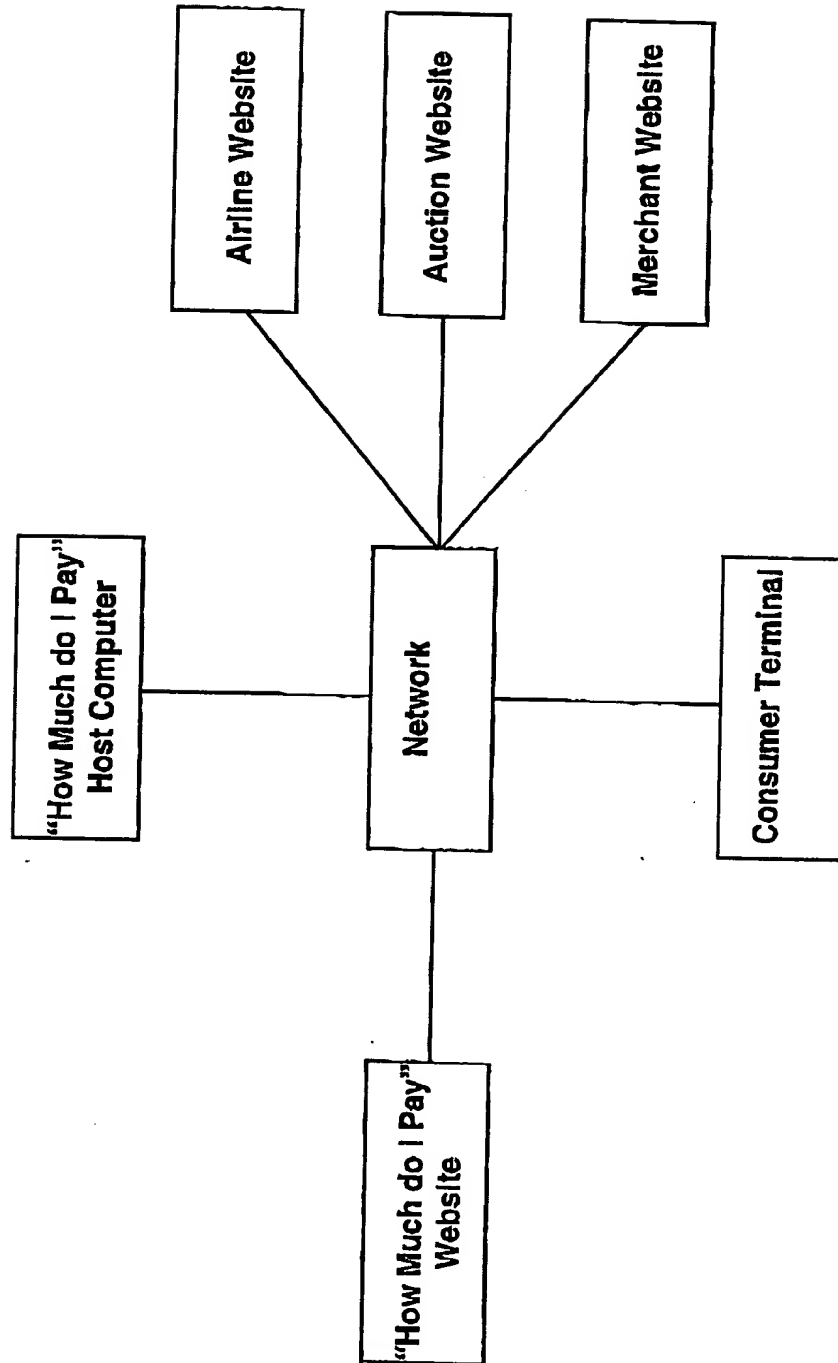 "How Much do I Pay"
Website
"How Much do I Pay"
Host Computer
Network
Consumer Terminal
Airline Website
Auction Website
Merchant Website